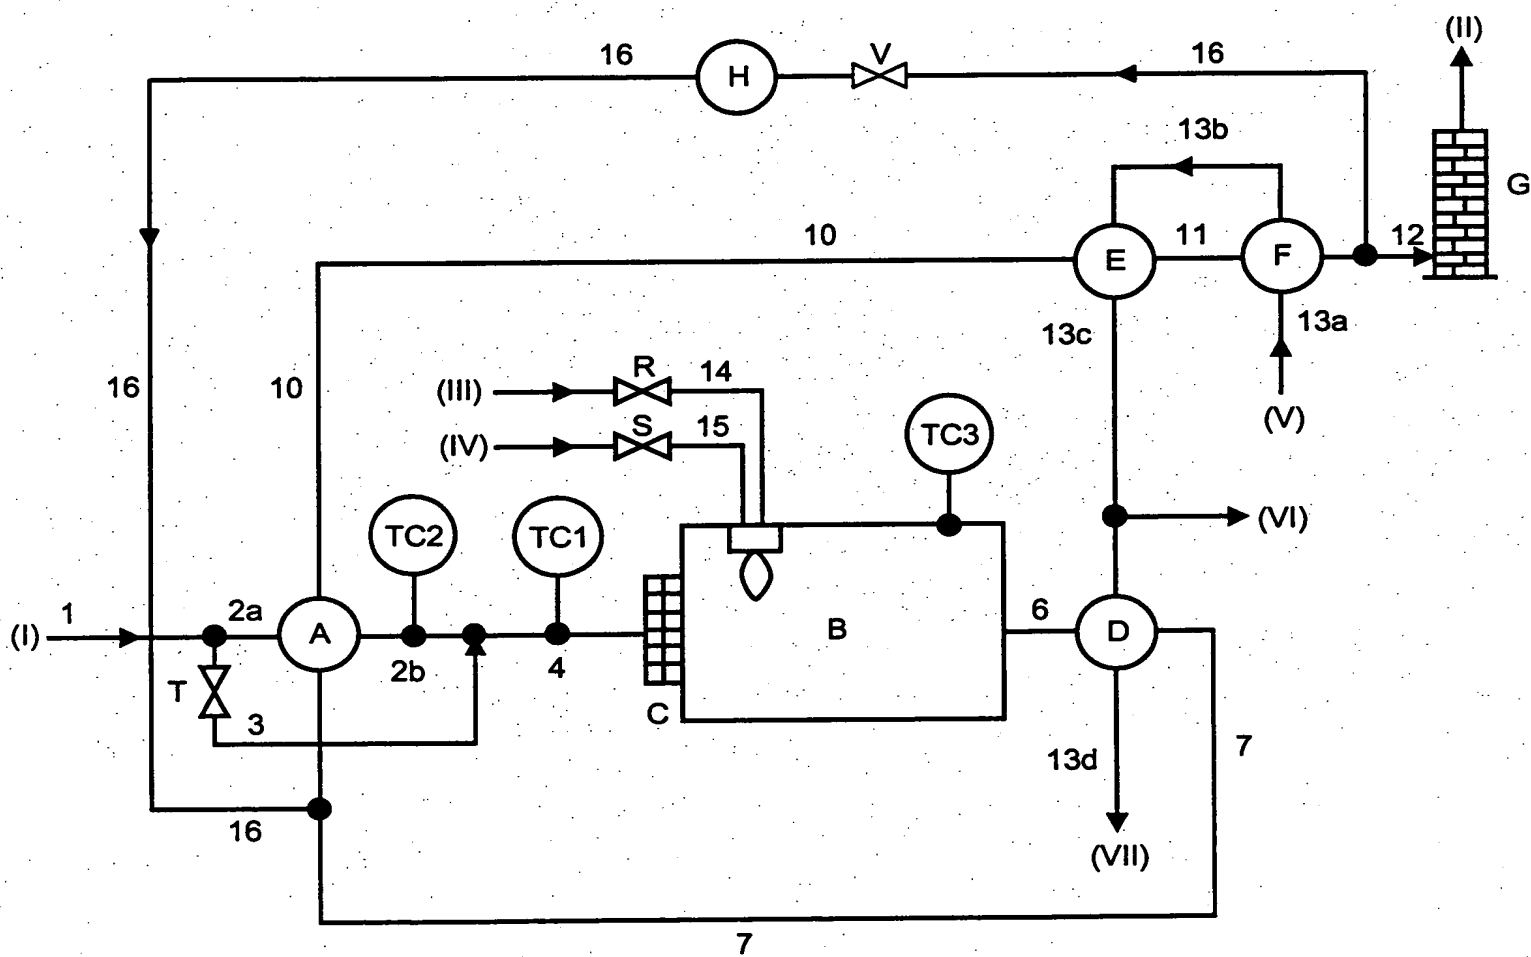 (II)
16 H V 16
13b
G
10 11 12
E F
13c 13a
16 10 (III) R 14
(IV) S 15 TC3 (V)
TC2 TC1 (VI)
1 2a 6
(I) A B D
2b 4
T 3 C
13d 7
16 (VII)
7